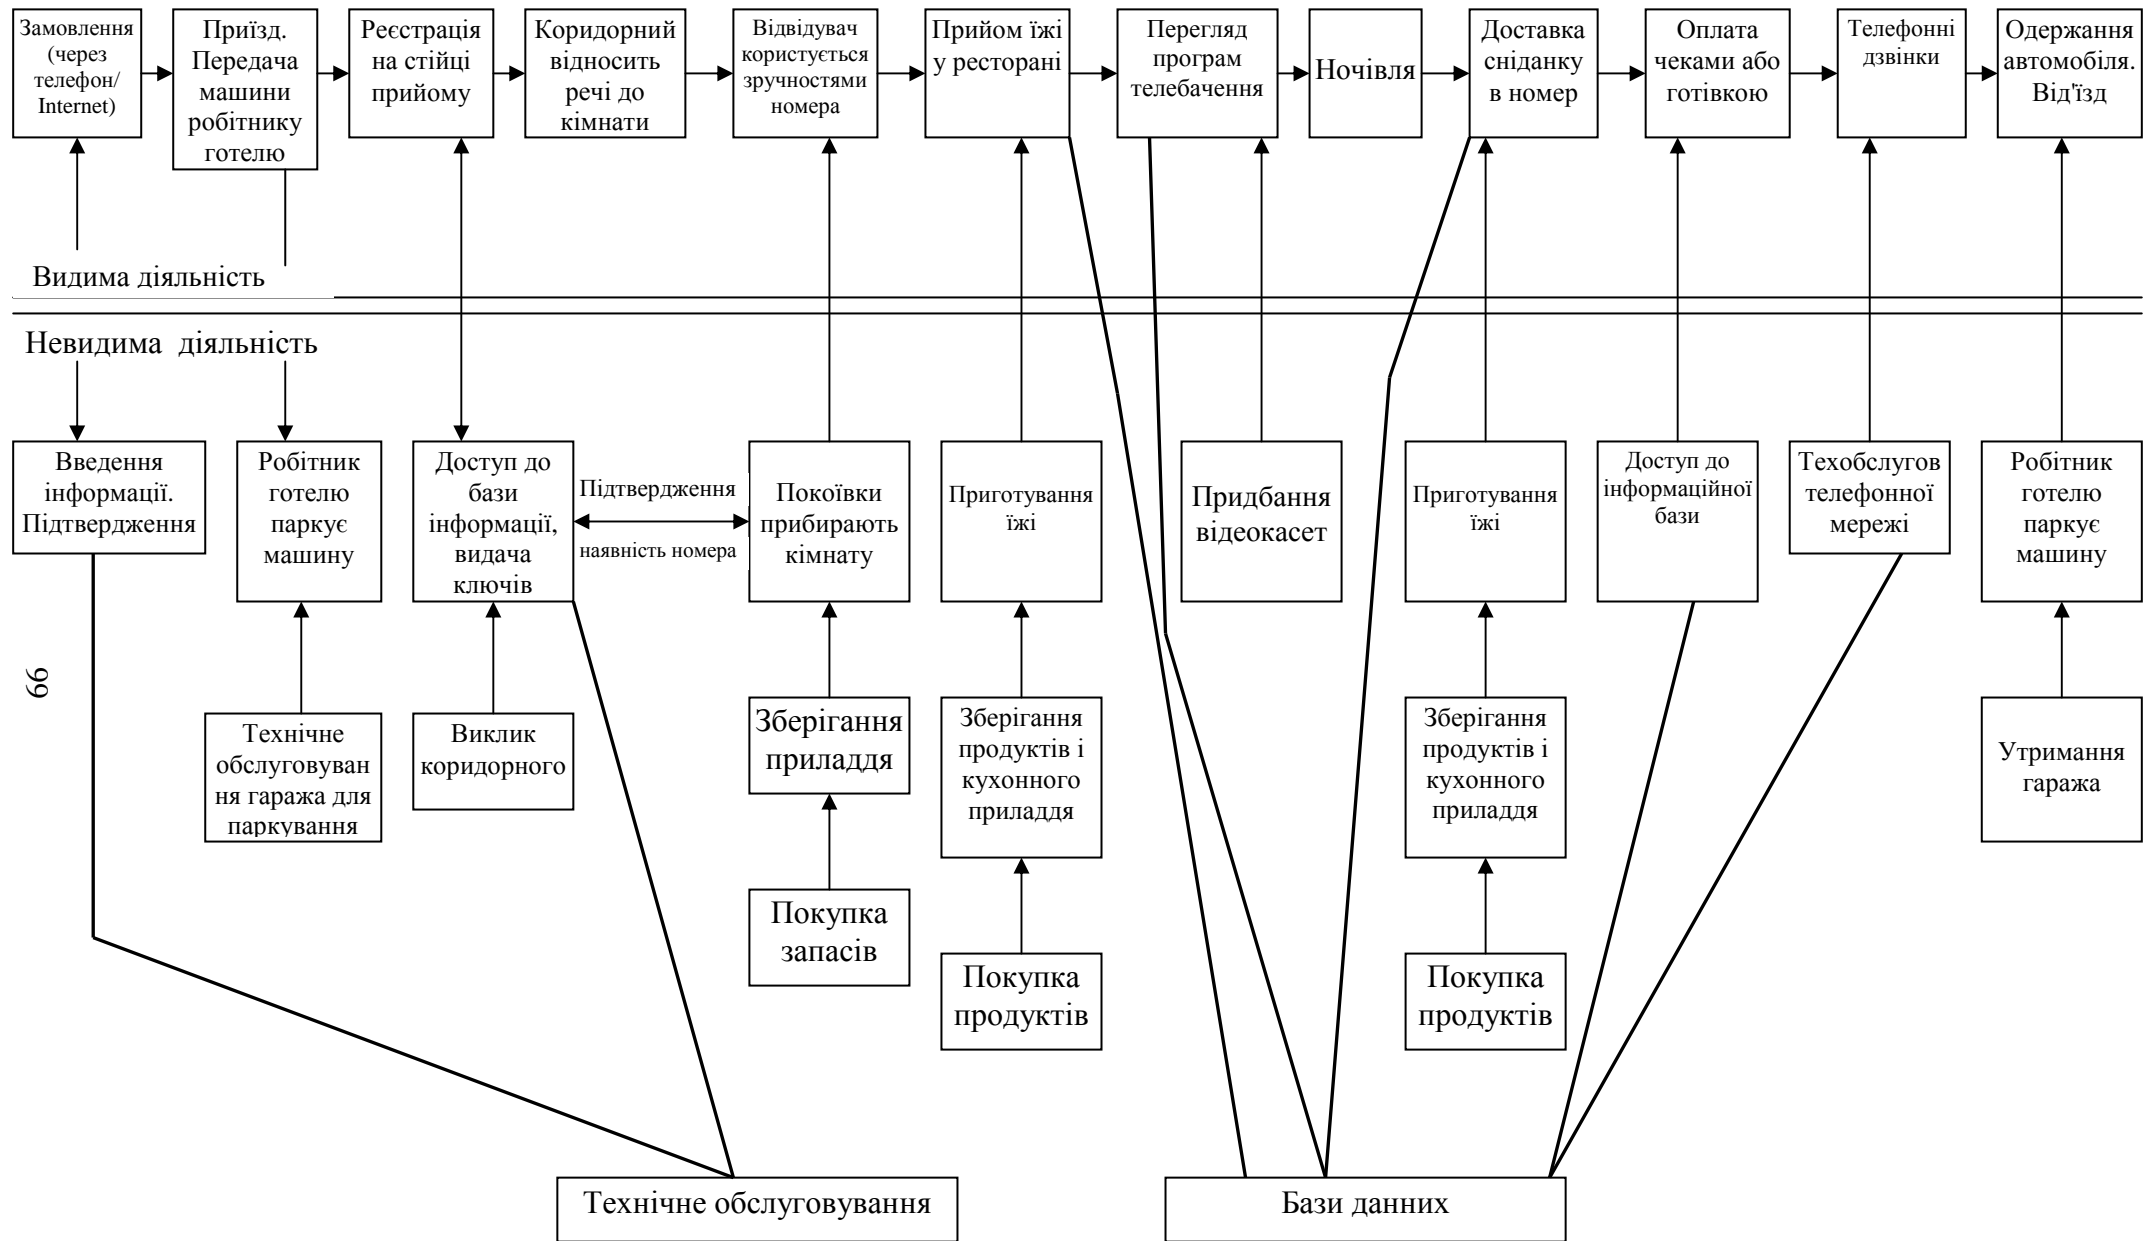 Замовлення
(через
телефон/
Internet)
Приїзд.
Передача
машини
робітнику
готелю
Реєстрація
на стійці
прийому
Коридорний
відносить
речі до
кімнати
Відвідувач
користується
зручностями
номера
Прийом їжі
у ресторані
Перегляд
програм
телебачення
Ночівля
Доставка
сніданку
в номер
Оплата
чеками або
готівкою
Телефонні
дзвінки
Одержання
автомобіля.
Від'їзд
Видима діяльність
Невидима діяльність
Введення
інформації.
Підтвердження
Робітник
готелю
паркує
машину
Доступ до
бази
інформації,
видача
ключів
Підтвердження
наявність номера
Покоївки
прибирають
кімнату
Приготування
їжі
Придбання
відеокасет
Приготування
їжі
Доступ до
інформаційної
бази
Техобслугов
телефонної
мережі
Робітник
готелю
паркує
машину
66
Технічне
обслуговуван
ня гаража для
паркування
Виклик
коридорного
Зберігання
приладдя
Зберігання
продуктів і
кухонного
приладдя
Зберігання
продуктів і
кухонного
приладдя
Утримання
гаража
Покупка
запасів
Покупка
продуктів
Покупка
продуктів
Технічне обслуговування
Бази данних